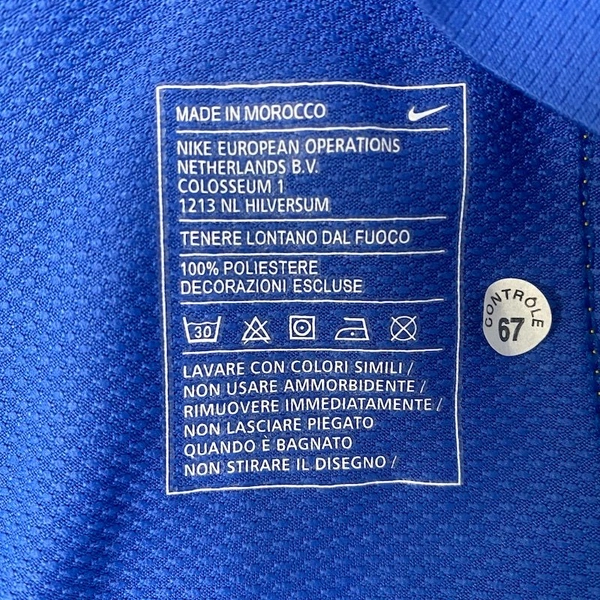 MADE IN MOROCCO
NIKE EUROPEAN OPERATIONS
NETHERLANDS B.V.
COLOSSEUM 1
1213 NL HILVERSUM
TENERE LONTANO DAL FUOCO
100% POLIESTERE
DECORAZIONI ESCLUSE
30
LAVARE CON COLORI SIMILI /
NON USARE AMMORBIDENTE /
RIMUOVERE IMMEDIATAMENTE /
NON LASCIARE PIEGATO
QUANDO È BAGNATO
NON STIRARE IL DISEGNO /
CONTRÔLE
67